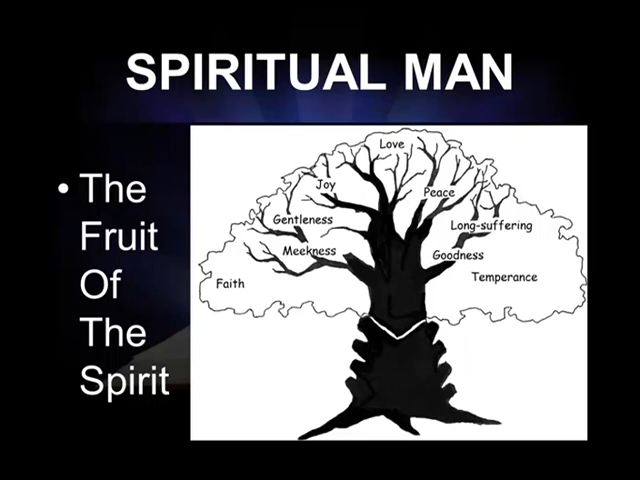 SPIRITUAL MAN
• The
Fruit
Of
The
Spirit
Love
Joy
Peace
Gentleness
Long-suffering
Meekness
Goodness
Faith
Temperance